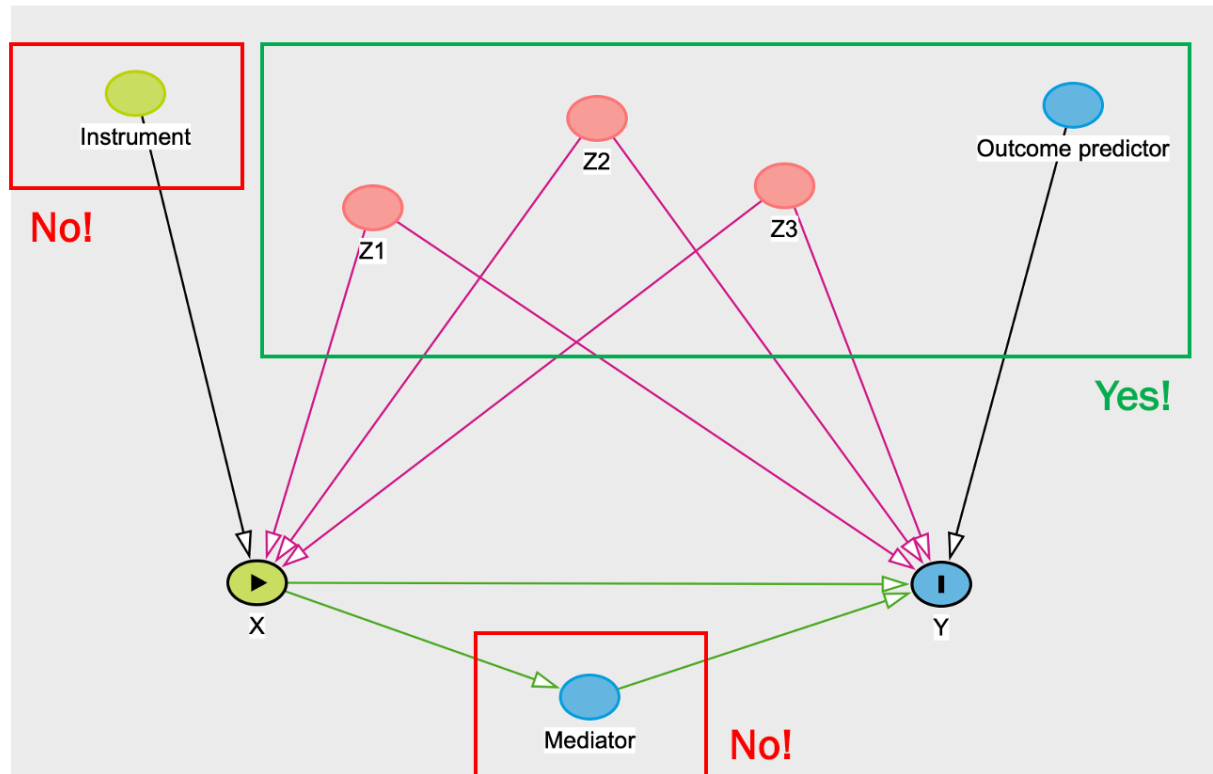 Instrument
No!
Z1
Z2
Z3
Outcome predictor
Yes!
X
Y
Mediator
No!